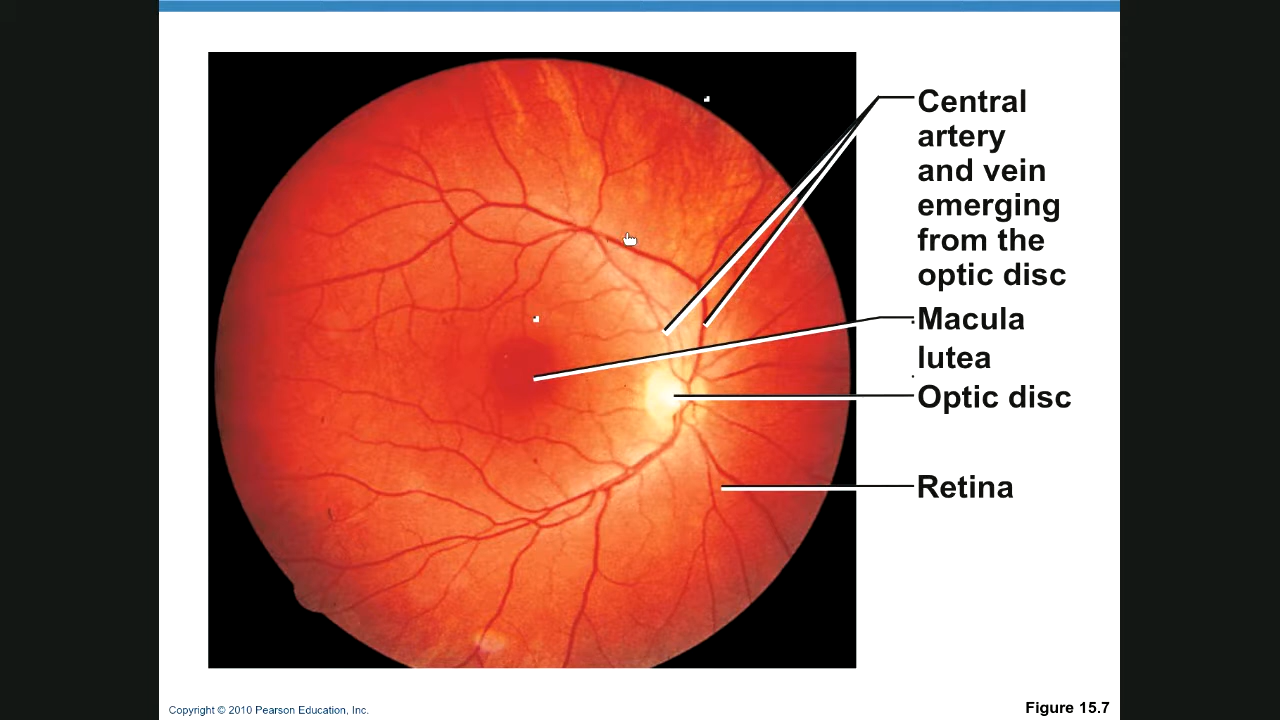 Central
artery
and vein
emerging
from the
optic disc
Macula
lutea
Optic disc
Retina
Copyright © 2010 Pearson Education, Inc.
Figure 15.7